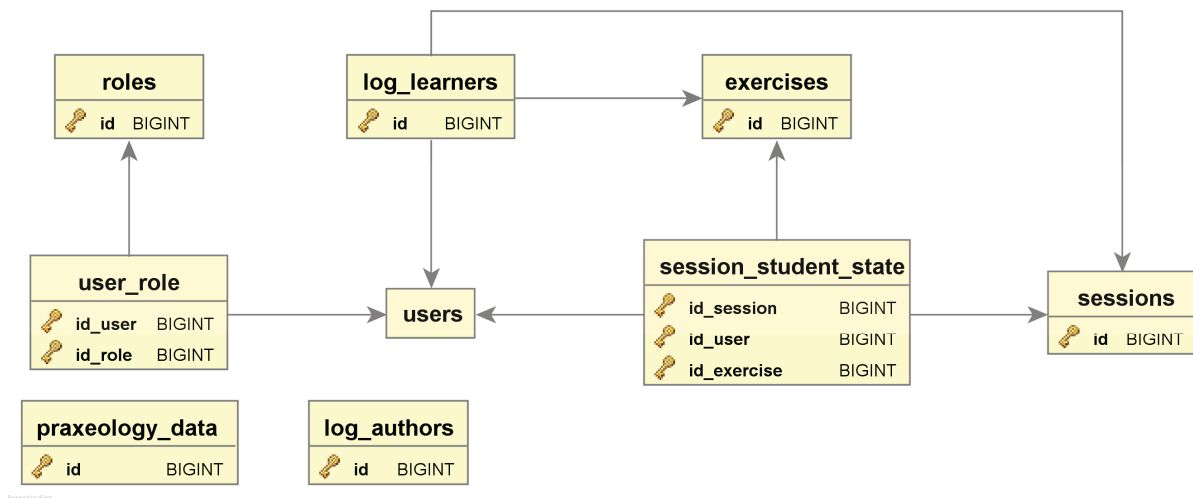 roles
id BIGINT
log_learners
id BIGINT
exercises
id BIGINT
user_role
id_user BIGINT
id_role BIGINT
users
session_student_state
id_session BIGINT
id_user BIGINT
id_exercise BIGINT
sessions
id BIGINT
praxeology_data
id BIGINT
log_authors
id BIGINT